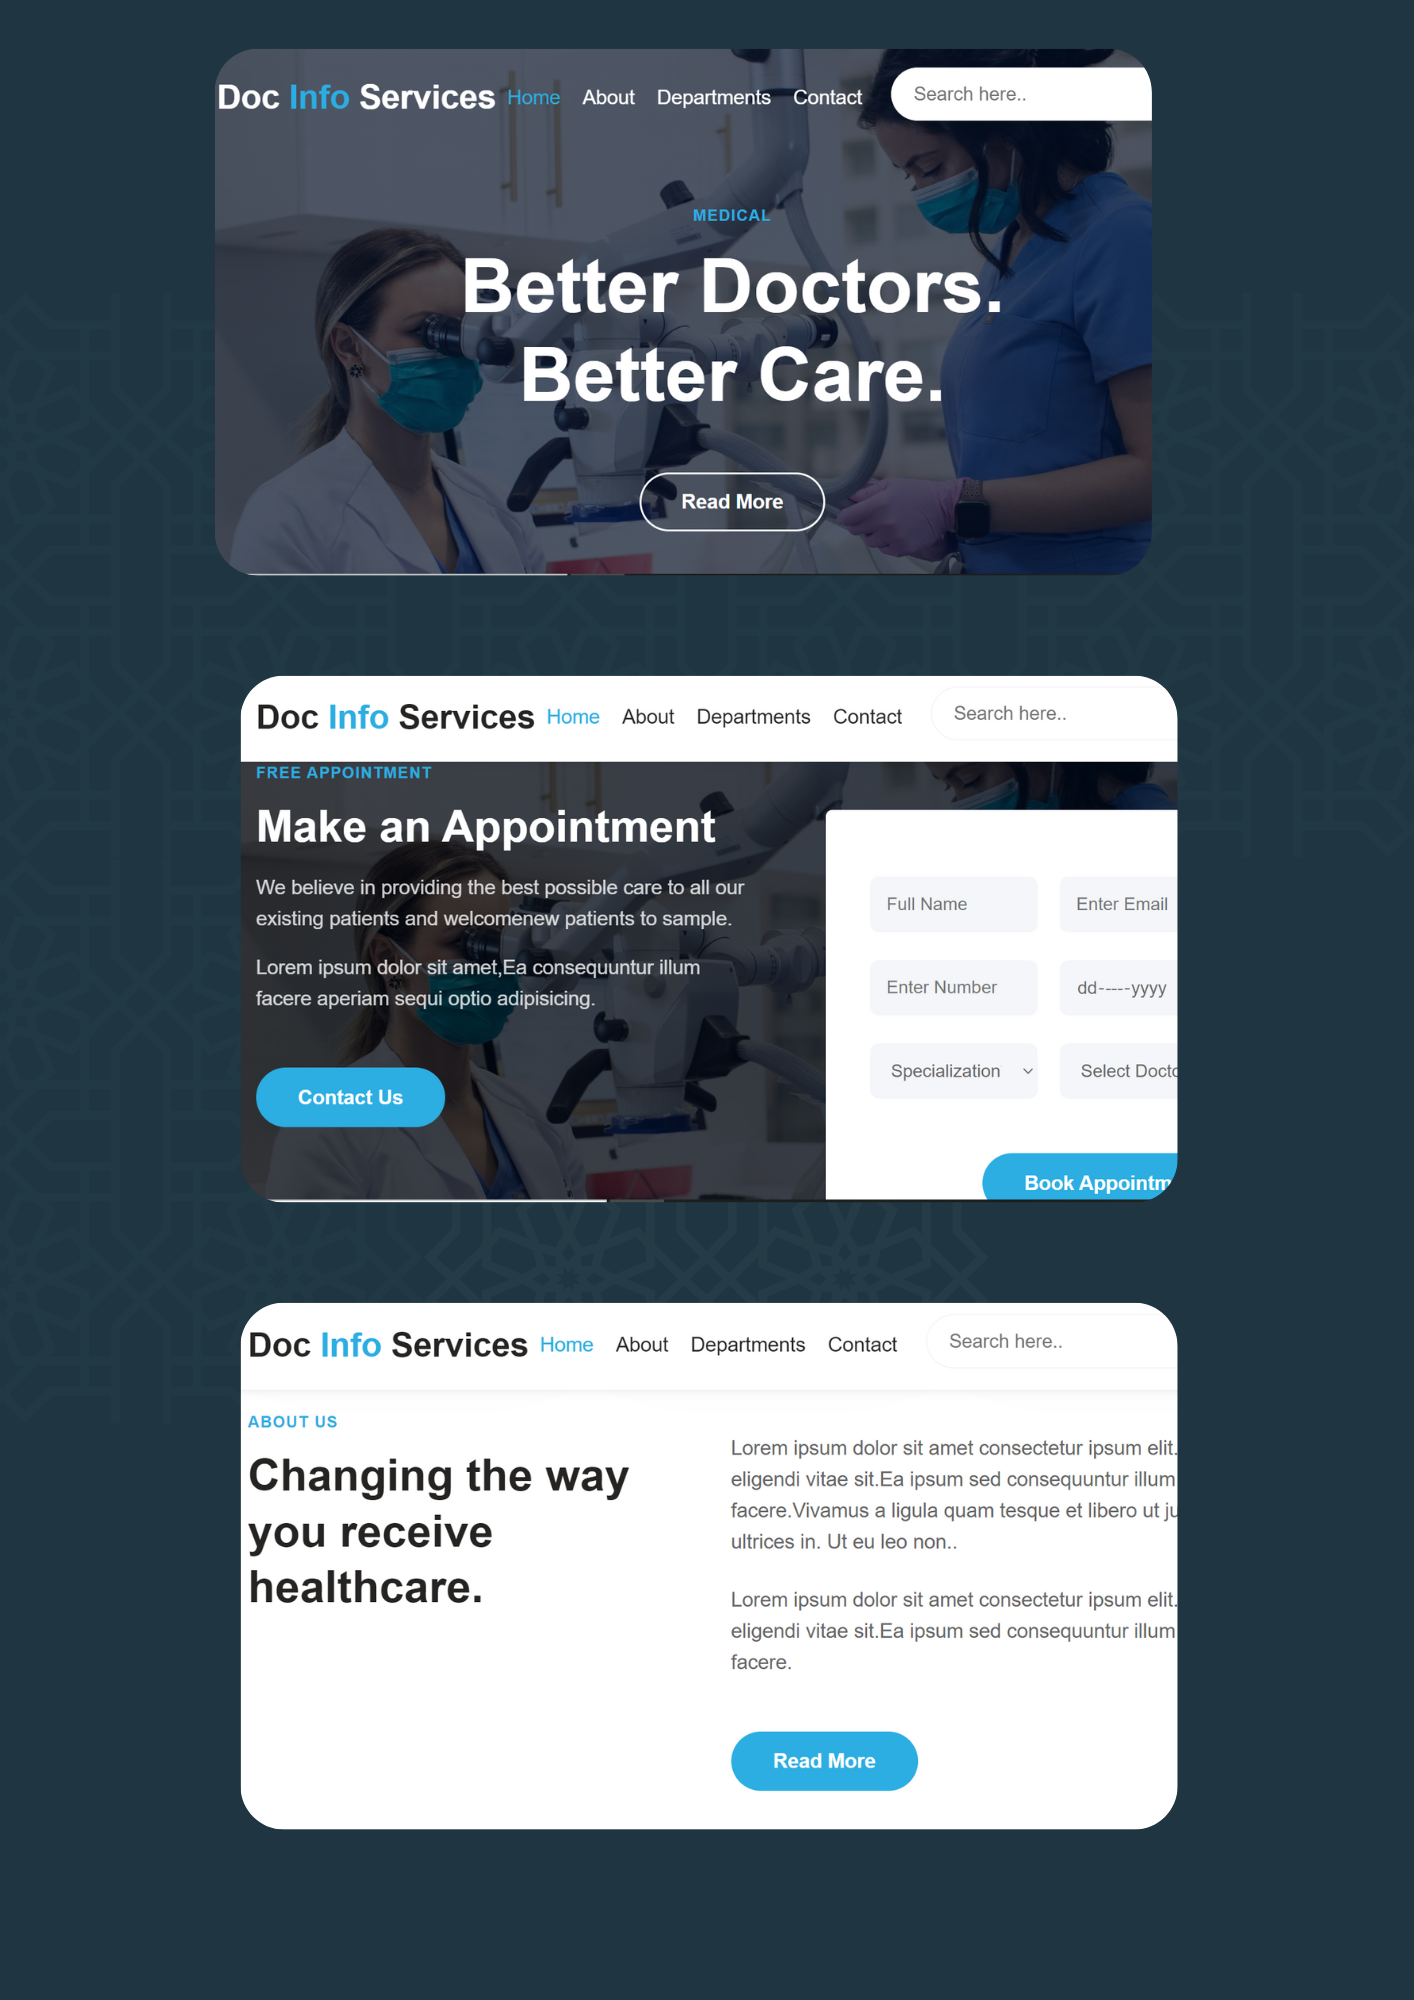 Doc Info Services Home About Departments Contact Search here..
MEDICAL
Better Doctors.
Better Care.
Read More
Doc Info Services Home About Departments Contact Search here..
FREE APPOINTMENT
Make an Appointment
We believe in providing the best possible care to all our
existing patients and welcomenew patients to sample.
Lorem ipsum dolor sit amet,Ea consequuntur illum
facere aperiam sequi optio adipisicing.
Contact Us
Full Name Enter Email
Enter Number dd-----yyyy
Specialization Select Docto
Book Appointm
Doc Info Services Home About Departments Contact Search here..
ABOUT US
Changing the way
you receive
healthcare.
Lorem ipsum dolor sit amet consectetur ipsum elit.
eligendi vitae sit.Ea ipsum sed consequuntur illum
facere.Vivamus a ligula quam tesque et libero ut ju
ultrices in. Ut eu leo non..
Lorem ipsum dolor sit amet consectetur ipsum elit.
eligendi vitae sit.Ea ipsum sed consequuntur illum
facere.
Read More